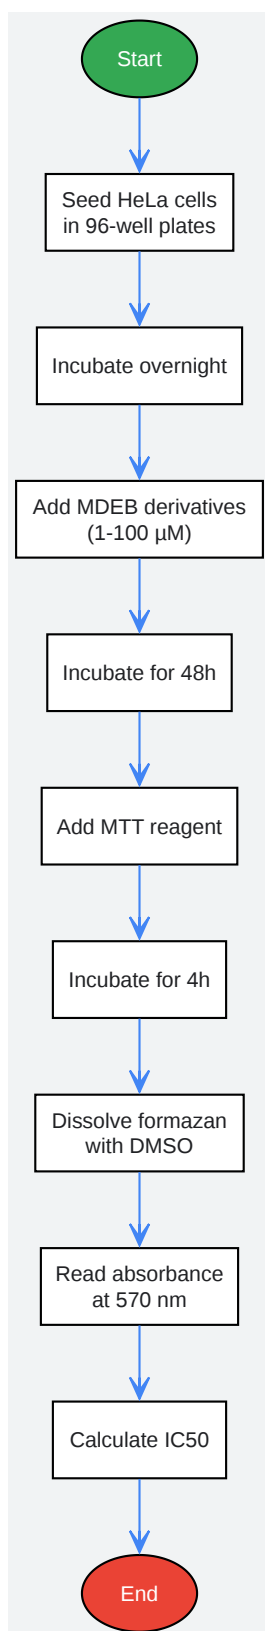 Start
Seed HeLa cells
in 96-well plates
Incubate overnight
Add MDEB derivatives
(1-100 µM)
Incubate for 48h
Add MTT reagent
Incubate for 4h
Dissolve formazan
with DMSO
Read absorbance
at 570 nm
Calculate IC50
End